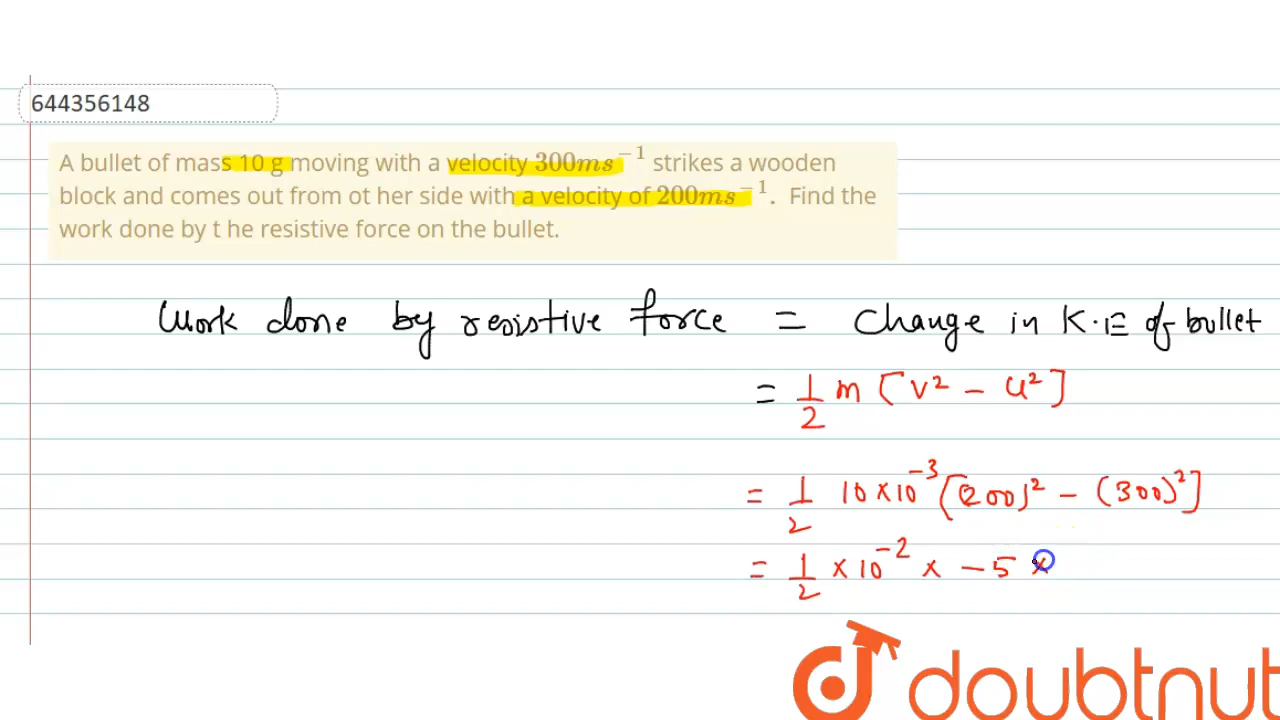 644356148
A bullet of mass 10 g moving with a velocity 300ms⁻¹ strikes a wooden
block and comes out from ot her side with a velocity of 200ms⁻¹. Find the
work done by t he resistive force on the bullet.
Work done by resistive force = Change in K.E of bullet
= 1/2 m [v² - u²]
= 1/2 10×10⁻³ [(200)² - (300)²]
= 1/2 × 10⁻² × -5 ×
doubtnut